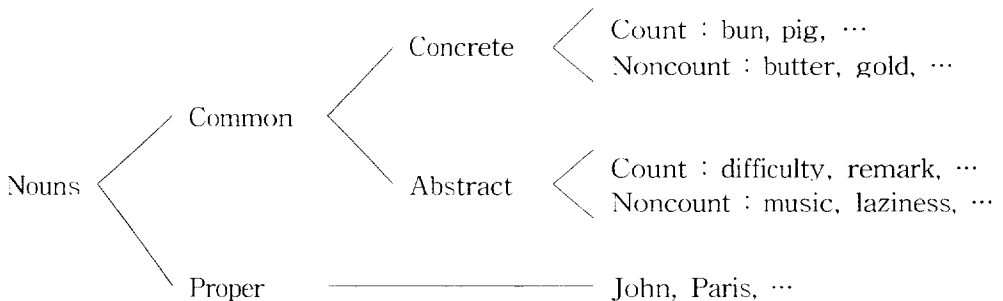 Count : bun, pig, …
Concrete
Noncount : butter, gold, …
Common
Count : difficulty, remark, …
Nouns
Abstract
Noncount : music, laziness, …
Proper
John, Paris, …